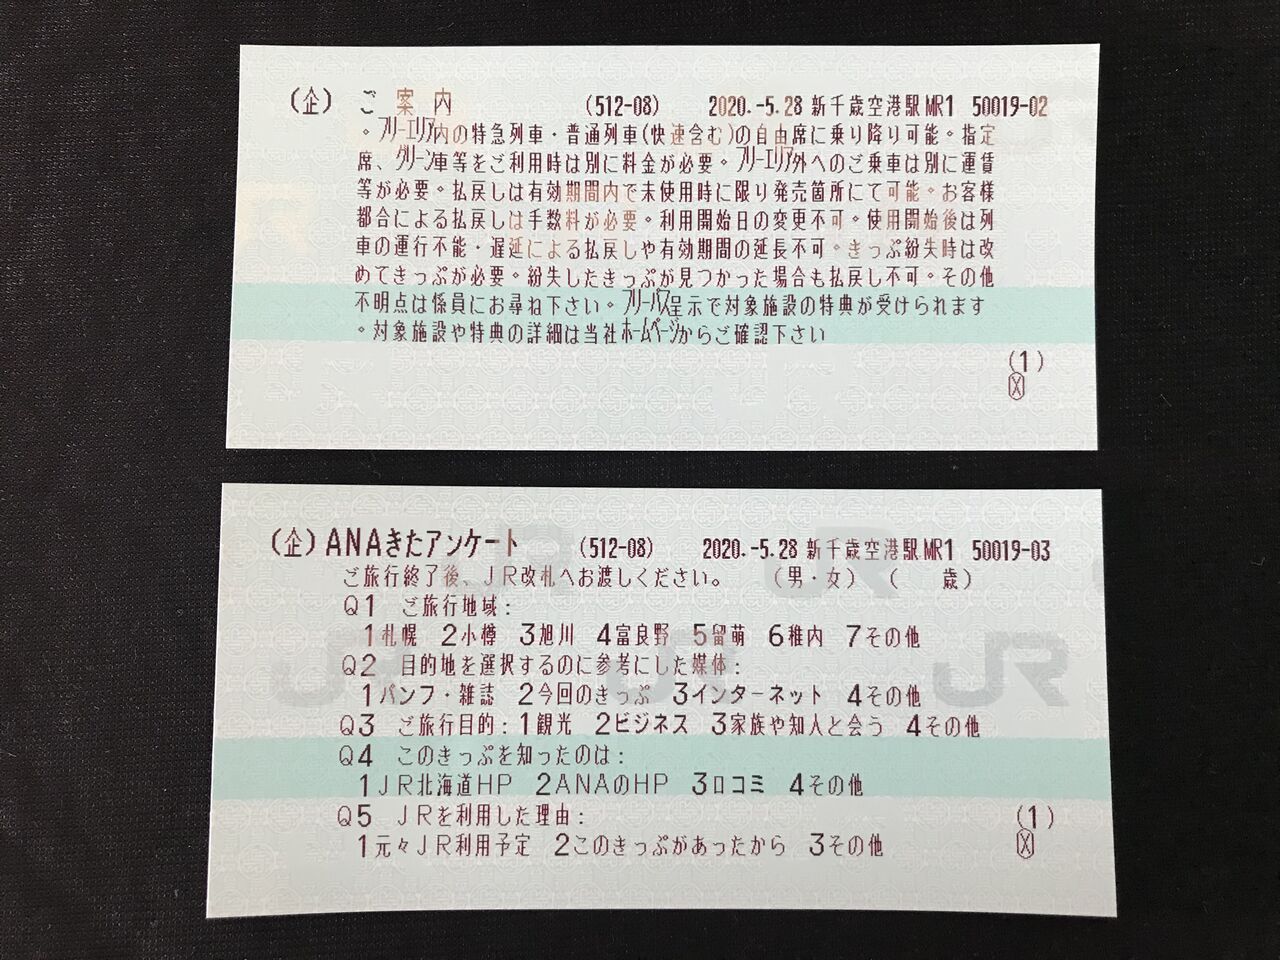 (企) ご案内 (512-08) 2020.-5.28 新千歳空港駅MR1 50019-02
。フリーエリア内の特急列車・普通列車(快速含む)の自由席に乗り降り可能。指定
席、グリーン車等をご利用時は別に料金が必要。フリーエリア外へのご乗車は別に運賃
等が必要。払戻しは有効期間内で未使用時に限り発売箇所にて可能。お客様
都合による払戻しは手数料が必要。利用開始日の変更不可。使用開始後は列
車の運行不能・遅延による払戻しや有効期間の延長不可。きっぷ紛失時は改
めてきっぷが必要。紛失したきっぷが見つかった場合も払戻し不可。その他
不明点は係員にお尋ね下さい。フリーパス呈示で対象施設の特典が受けられます
。対象施設や特典の詳細は当社ホームページからご確認下さい
(1)
(企) ANAきたアンケート (512-08) 2020.-5.28 新千歳空港駅MR1 50019-03
ご旅行終了後、JR改札へお渡しください。 (男・女) ( 歳)
Q1 ご旅行地域:
1札幌 2小樽 3旭川 4富良野 5留萌 6稚内 7その他
Q2 目的地を選択するのに参考にした媒体:
1パンフ・雑誌 2今回のきっぷ 3インターネット 4その他
Q3 ご旅行目的:1観光 2ビジネス 3家族や知人と会う 4その他
Q4 このきっぷを知ったのは:
1JR北海道HP 2ANAのHP 3口コミ 4その他
Q5 JRを利用した理由:
1元々JR利用予定 2このきっぷがあったから 3その他
(1)